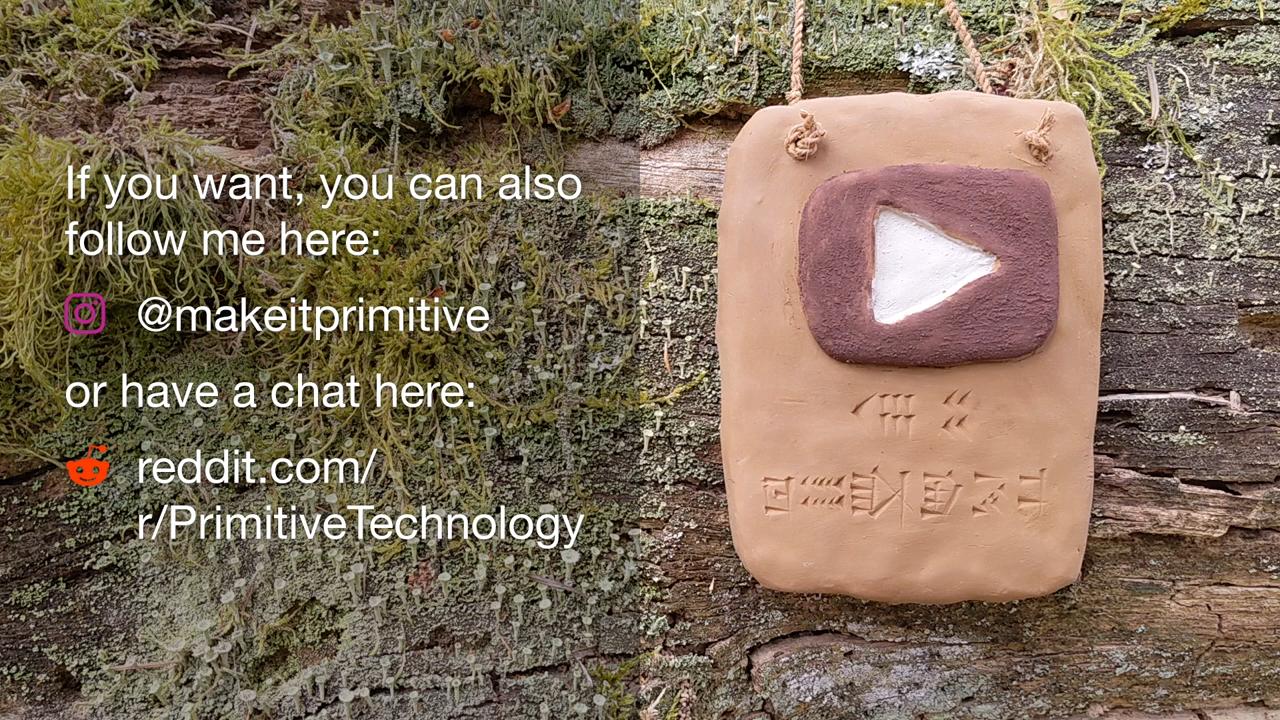 If you want, you can also
follow me here:
@makeitprimitive
or have a chat here:
reddit.com/
r/PrimitiveTechnology